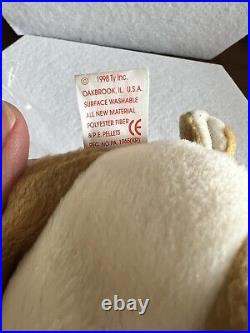 © 1998 Ty Inc.
OAKBROOK, IL. U.S.A.
SURFACE WASHABLE
ALL NEW MATERIAL
POLYESTER FIBER
& P.E. PELLETS CE
REG. NO PA. 1965(KR)